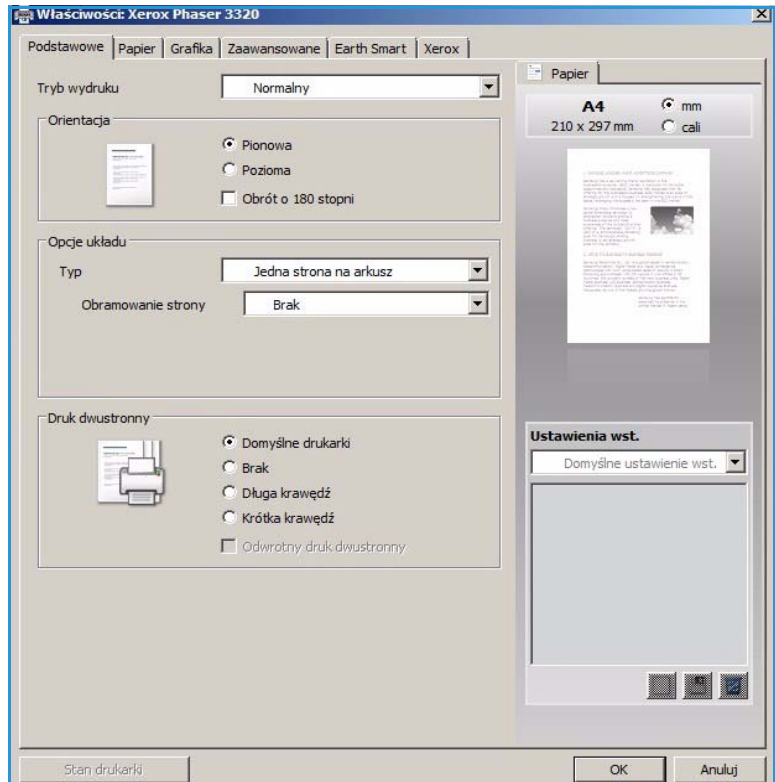 Właściwości: Xerox Phaser 3320
Podstawowe Papier Grafika Zaawansowane Earth Smart Xerox
Tryb wydruku Normalny
Orientacja
Pionowa
Pozioma
Obrót o 180 stopni
Opcje układu
Typ Jedna strona na arkusz
Obramowanie strony Brak
Druk dwustronny
Domyślne drukarki
Brak
Długa krawędź
Krótka krawędź
Odwrotny druk dwustronny
Papier
A4 mm
210 x 297 mm cali
Ustawienia wst.
Domyślne ustawienie wst.
Stan drukarki OK Anuluj